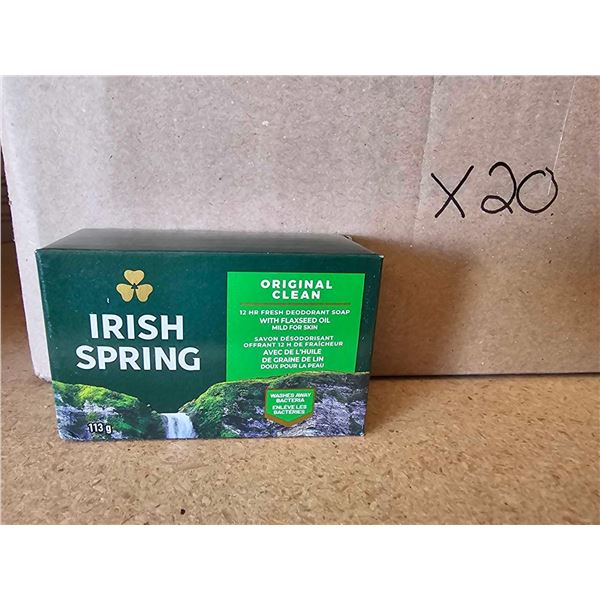 X20
IRISH
SPRING
113 g
ORIGINAL
CLEAN
12 HR FRESH DEODORANT SOAP
WITH FLAXSEED OIL
MILD FOR SKIN
SAVON DÉSODORISANT
OFFRANT 12 H DE FRAÎCHEUR
AVEC DE L'HUILE
DE GRAINE DE LIN
DOUX POUR LA PEAU
WASHES AWAY
BACTERIA
ENLÈVE LES
BACTÉRIES